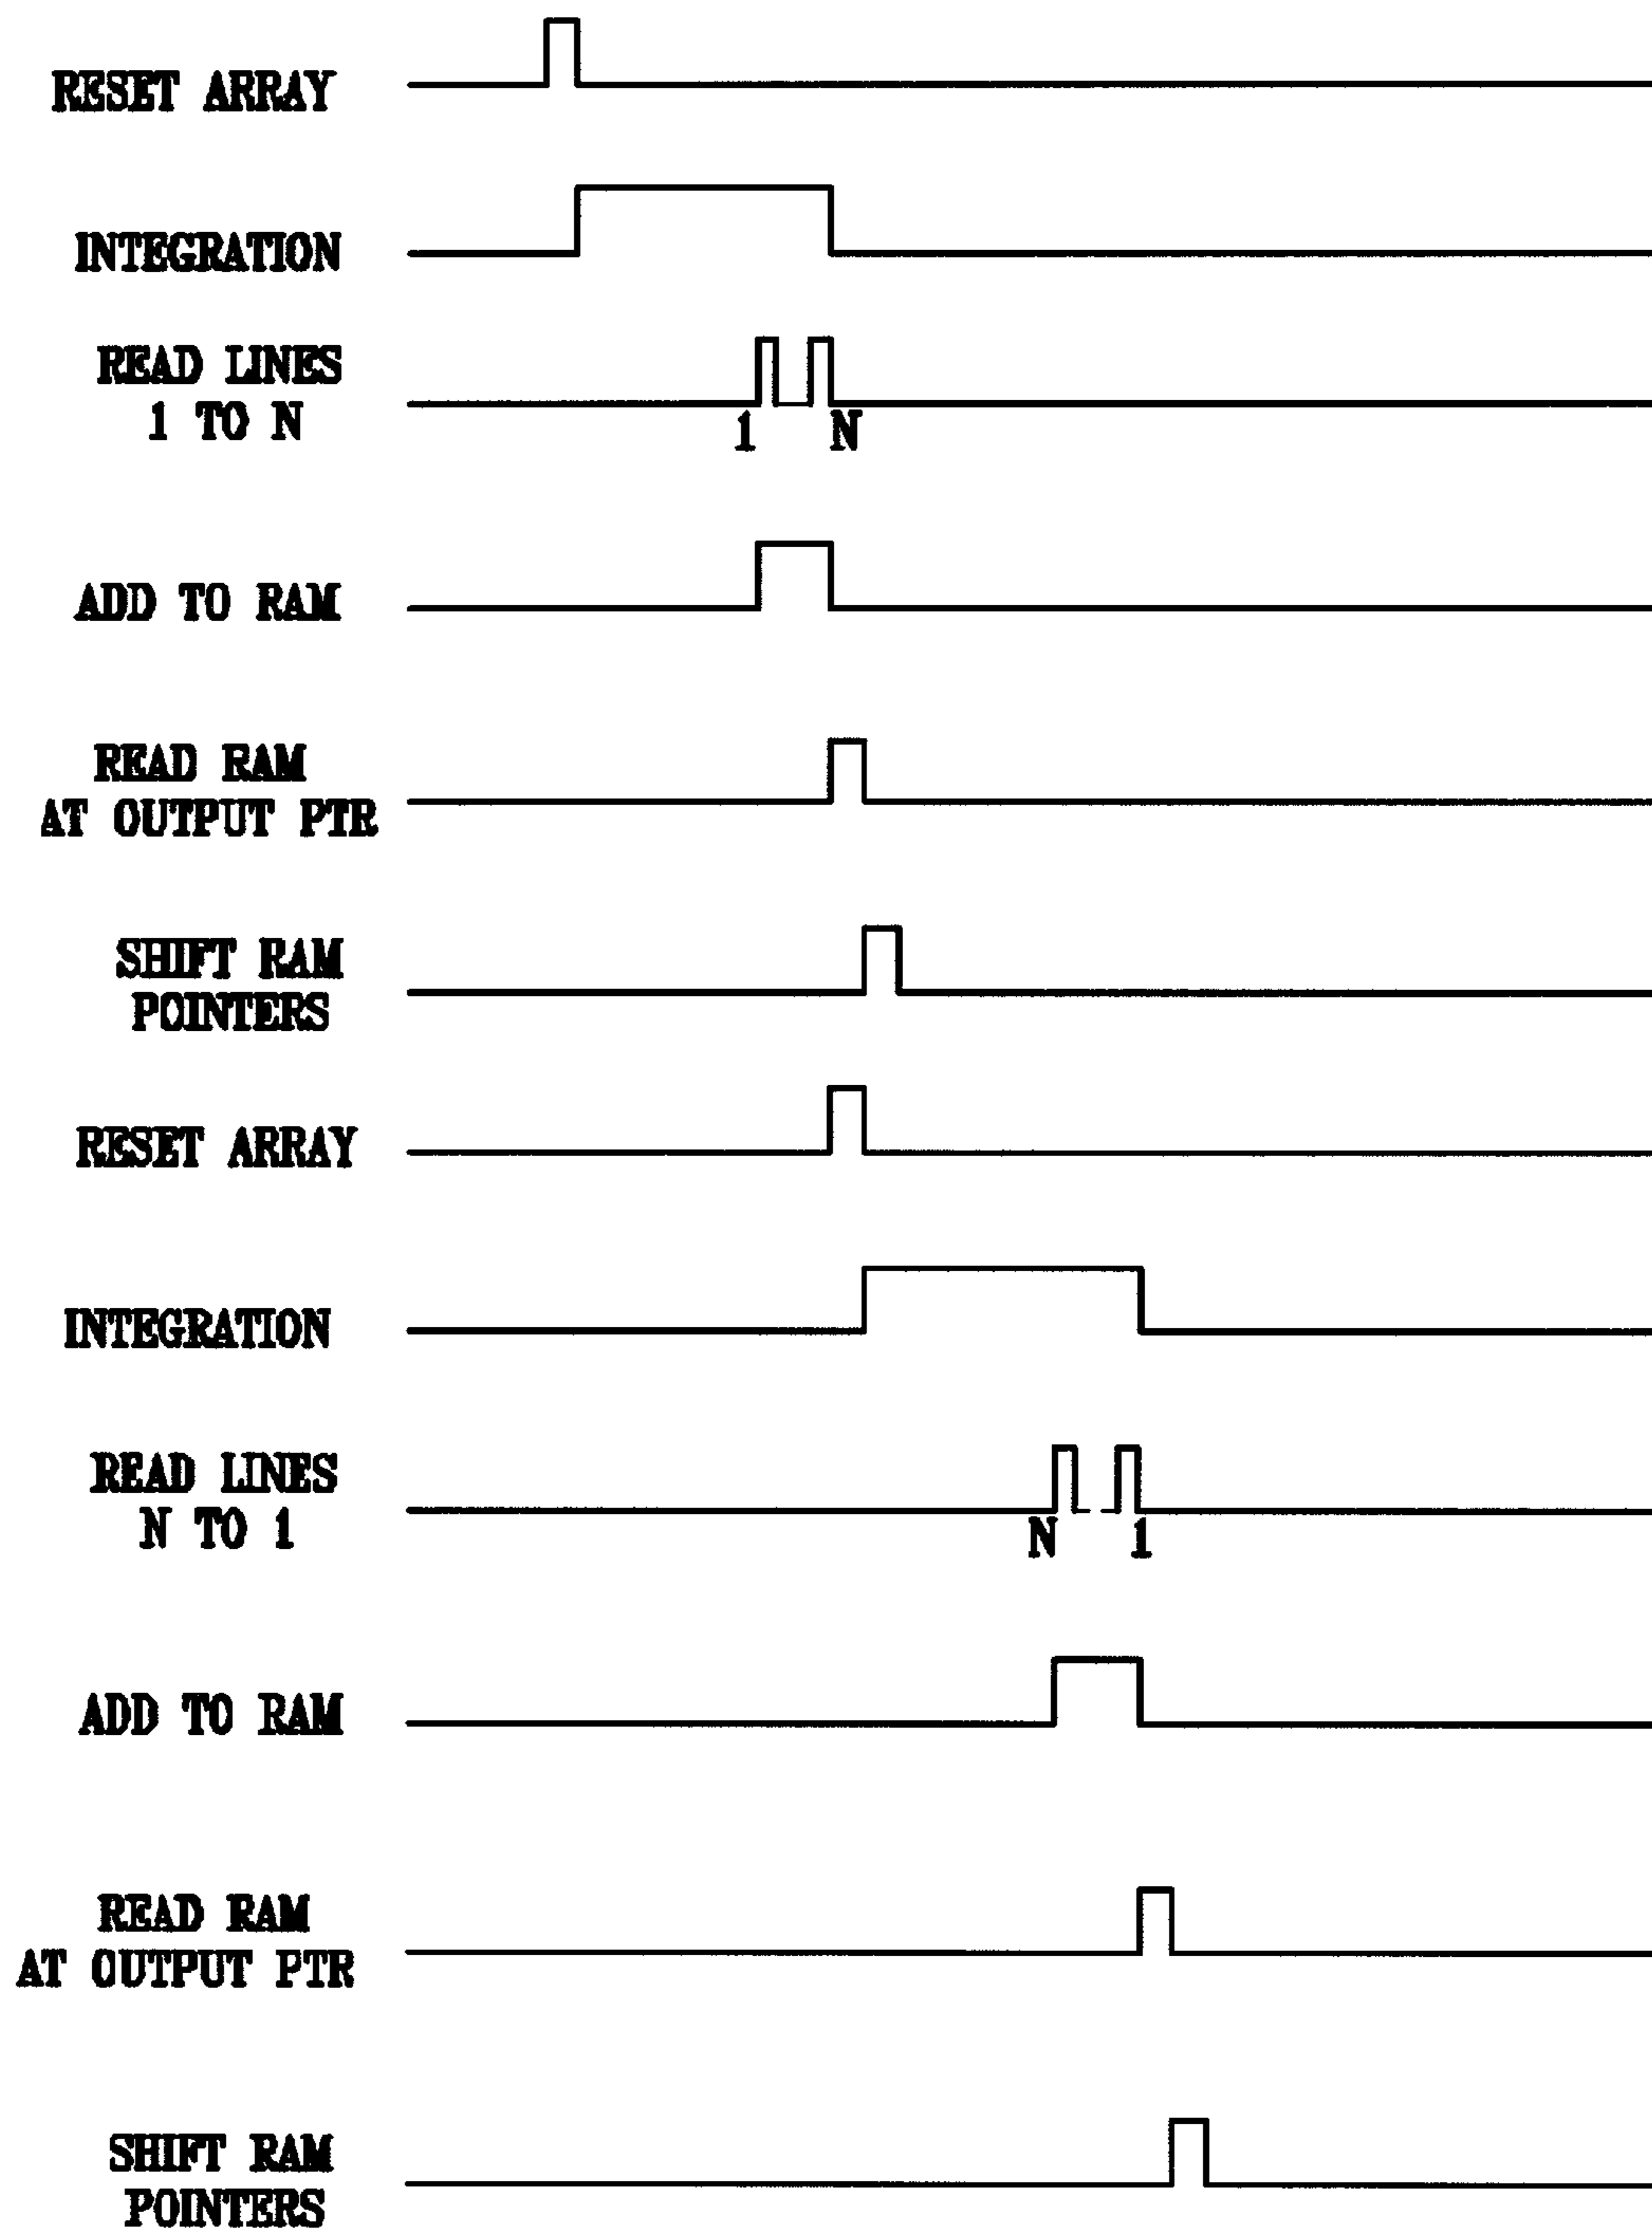 RESET ARRAY
INTEGRATION
READ LINES
1 TO N
1 N
ADD TO RAM
READ RAM
AT OUTPUT PTR
SHIFT RAM
POINTERS
RESET ARRAY
INTEGRATION
READ LINES
N TO 1
N 1
ADD TO RAM
READ RAM
AT OUTPUT PTR
SHIFT RAM
POINTERS